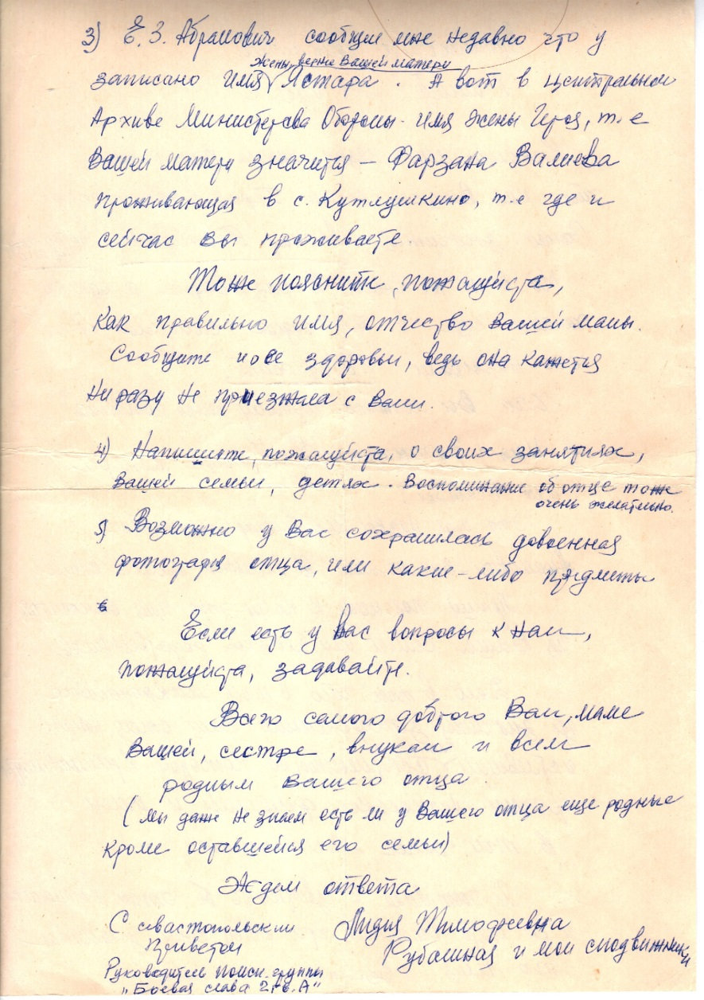 3) Е.З. Абрамович сообщил мне недавно что у
жены, верне Вашей матери
записано имя Ястара. А вот в центральном
Архиве Министерства Обороны - имя жены Героя, т.е
Вашей матери значится — Фарзана Валиева
проживающая в с. Кутлушкино, т.е где и
сейчас вы проживаете.
Тоже поясните, пожалуйста,
как правильно имя, отчество вашей мамы.
Сообщите и о ее здоровьи, ведь она кажется
ни разу не приезжала с Вами.
4) Напишите, пожалуйста, о своих занятиях,
вашей семьи, детях. Воспоминание об отце тоже
очень желательно.
5) Возможно у Вас сохранилась довоенная
фотография отца, или какие-либо предметы
Если есть у Вас вопросы к нам,
пожалуйста, задавайте.
Всего самого доброго Вам, маме
Вашей, сестре, внукам и всем
родным вашего отца.
(мы даже не знаем есть ли у Вашего отца еще родные
кроме оставшейся его семьи)
Ждем ответа
С севастопольским Лидия Тимофеевна
приветом
и мои сподвижники
Руководитель поиск. группы
„Боевая слава 2 гв. А"